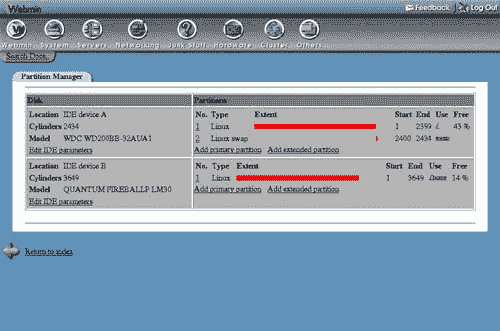 Webmin
Feedback Log Out
Webmin System Servers Networking Junk Stuff Hardware Cluster Others
Search Docs..
Partition Manager
Disk Partitions
Location IDE device A
Cylinders 2434
Model WDC WD200BB-32AUA1
Edit IDE parameters
No. Type Extent Start End Use Free
1 Linux 1 2399 / 43 %
2 Linux swap 2400 2434
Add primary partition Add extended partition
Location IDE device B
Cylinders 3649
Model QUANTUM FIREBALLP LM30
Edit IDE parameters
No. Type Extent Start End Use Free
1 Linux 1 3649 14 %
Add primary partition Add extended partition
Return to index